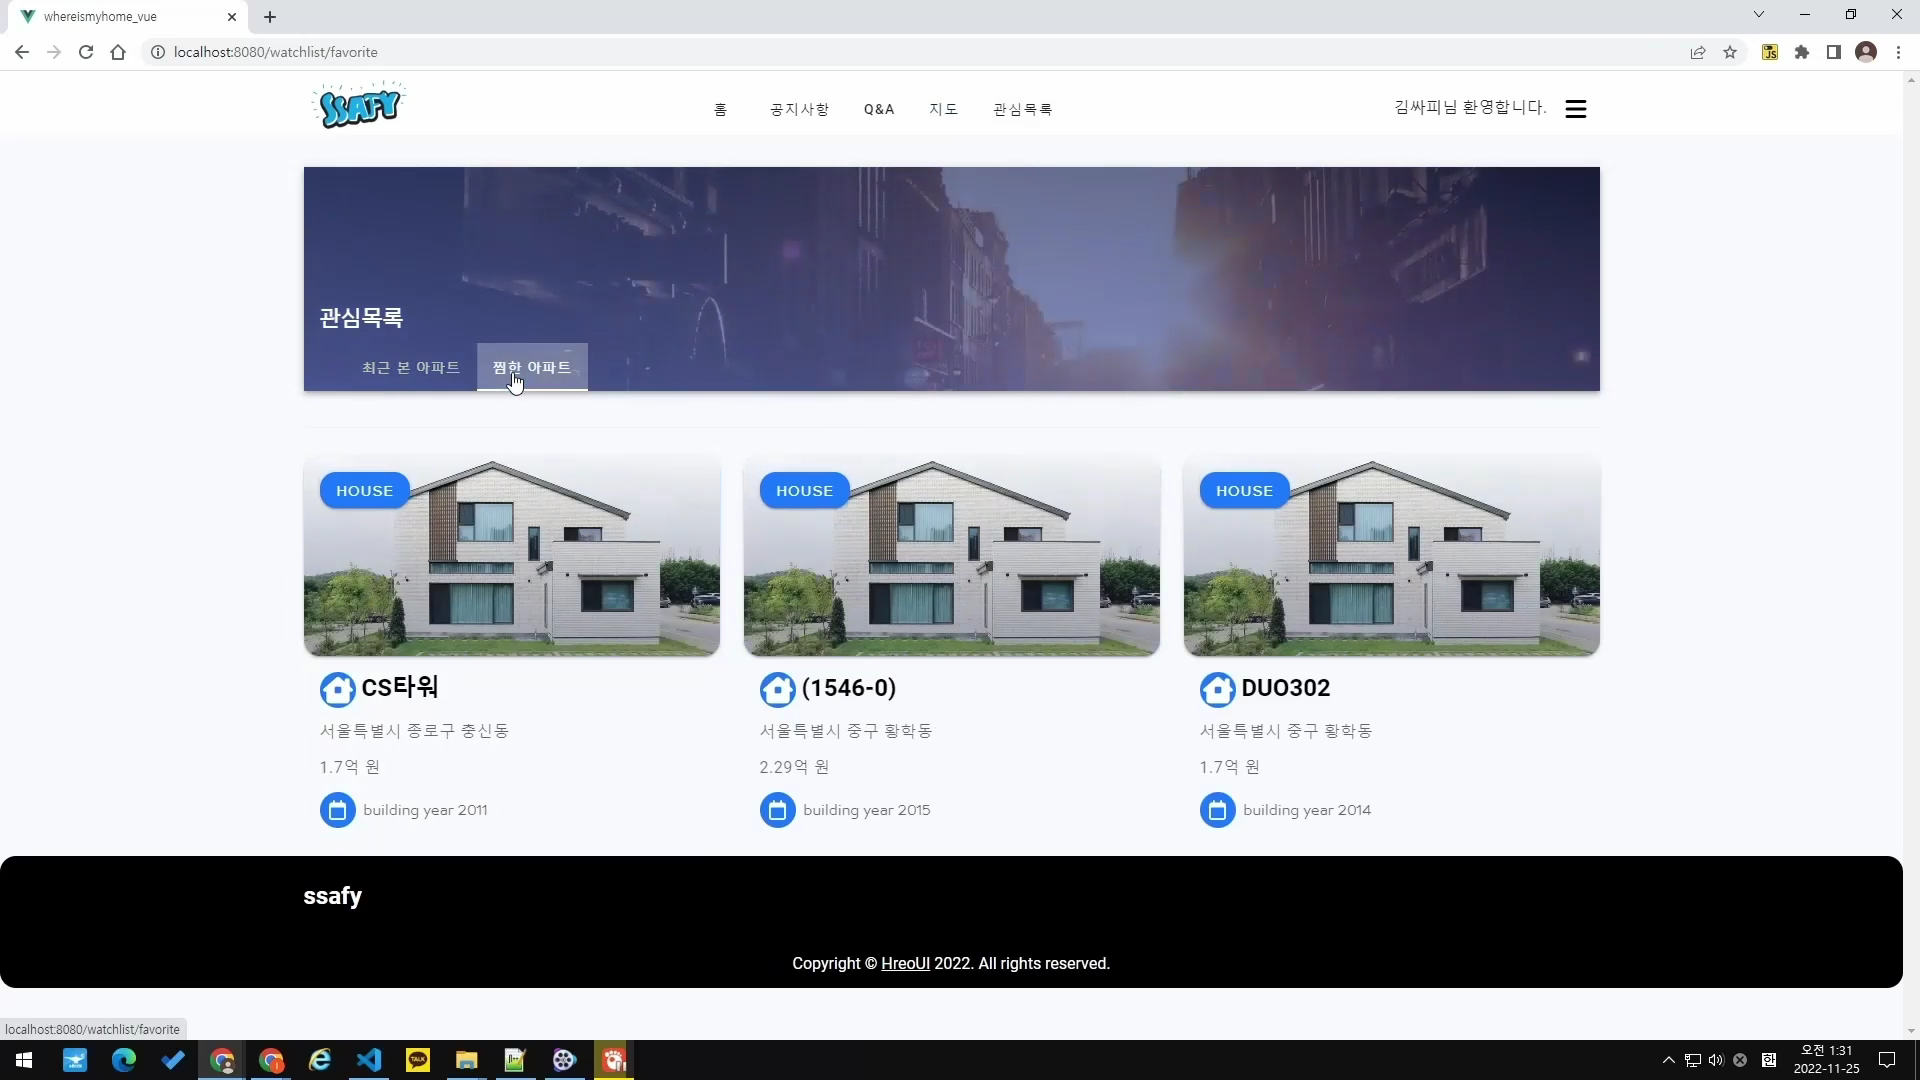 whereismyhome_vue
localhost:8080/watchlist/favorite
SSAFY
홈 공지사항 Q&A 지도 관심목록
김싸피님 환영합니다.
관심목록
최근 본 아파트 찜한 아파트
HOUSE HOUSE HOUSE
CS타워 (1546-0) DUO302
서울특별시 종로구 충신동 서울특별시 중구 황학동 서울특별시 중구 황학동
1.7억 원 2.29억 원 1.7억 원
building year 2011 building year 2015 building year 2014
ssafy
Copyright © HreoUI 2022. All rights reserved.
localhost:8080/watchlist/favorite
JS
TALK
한
오전 1:31
2022-11-25